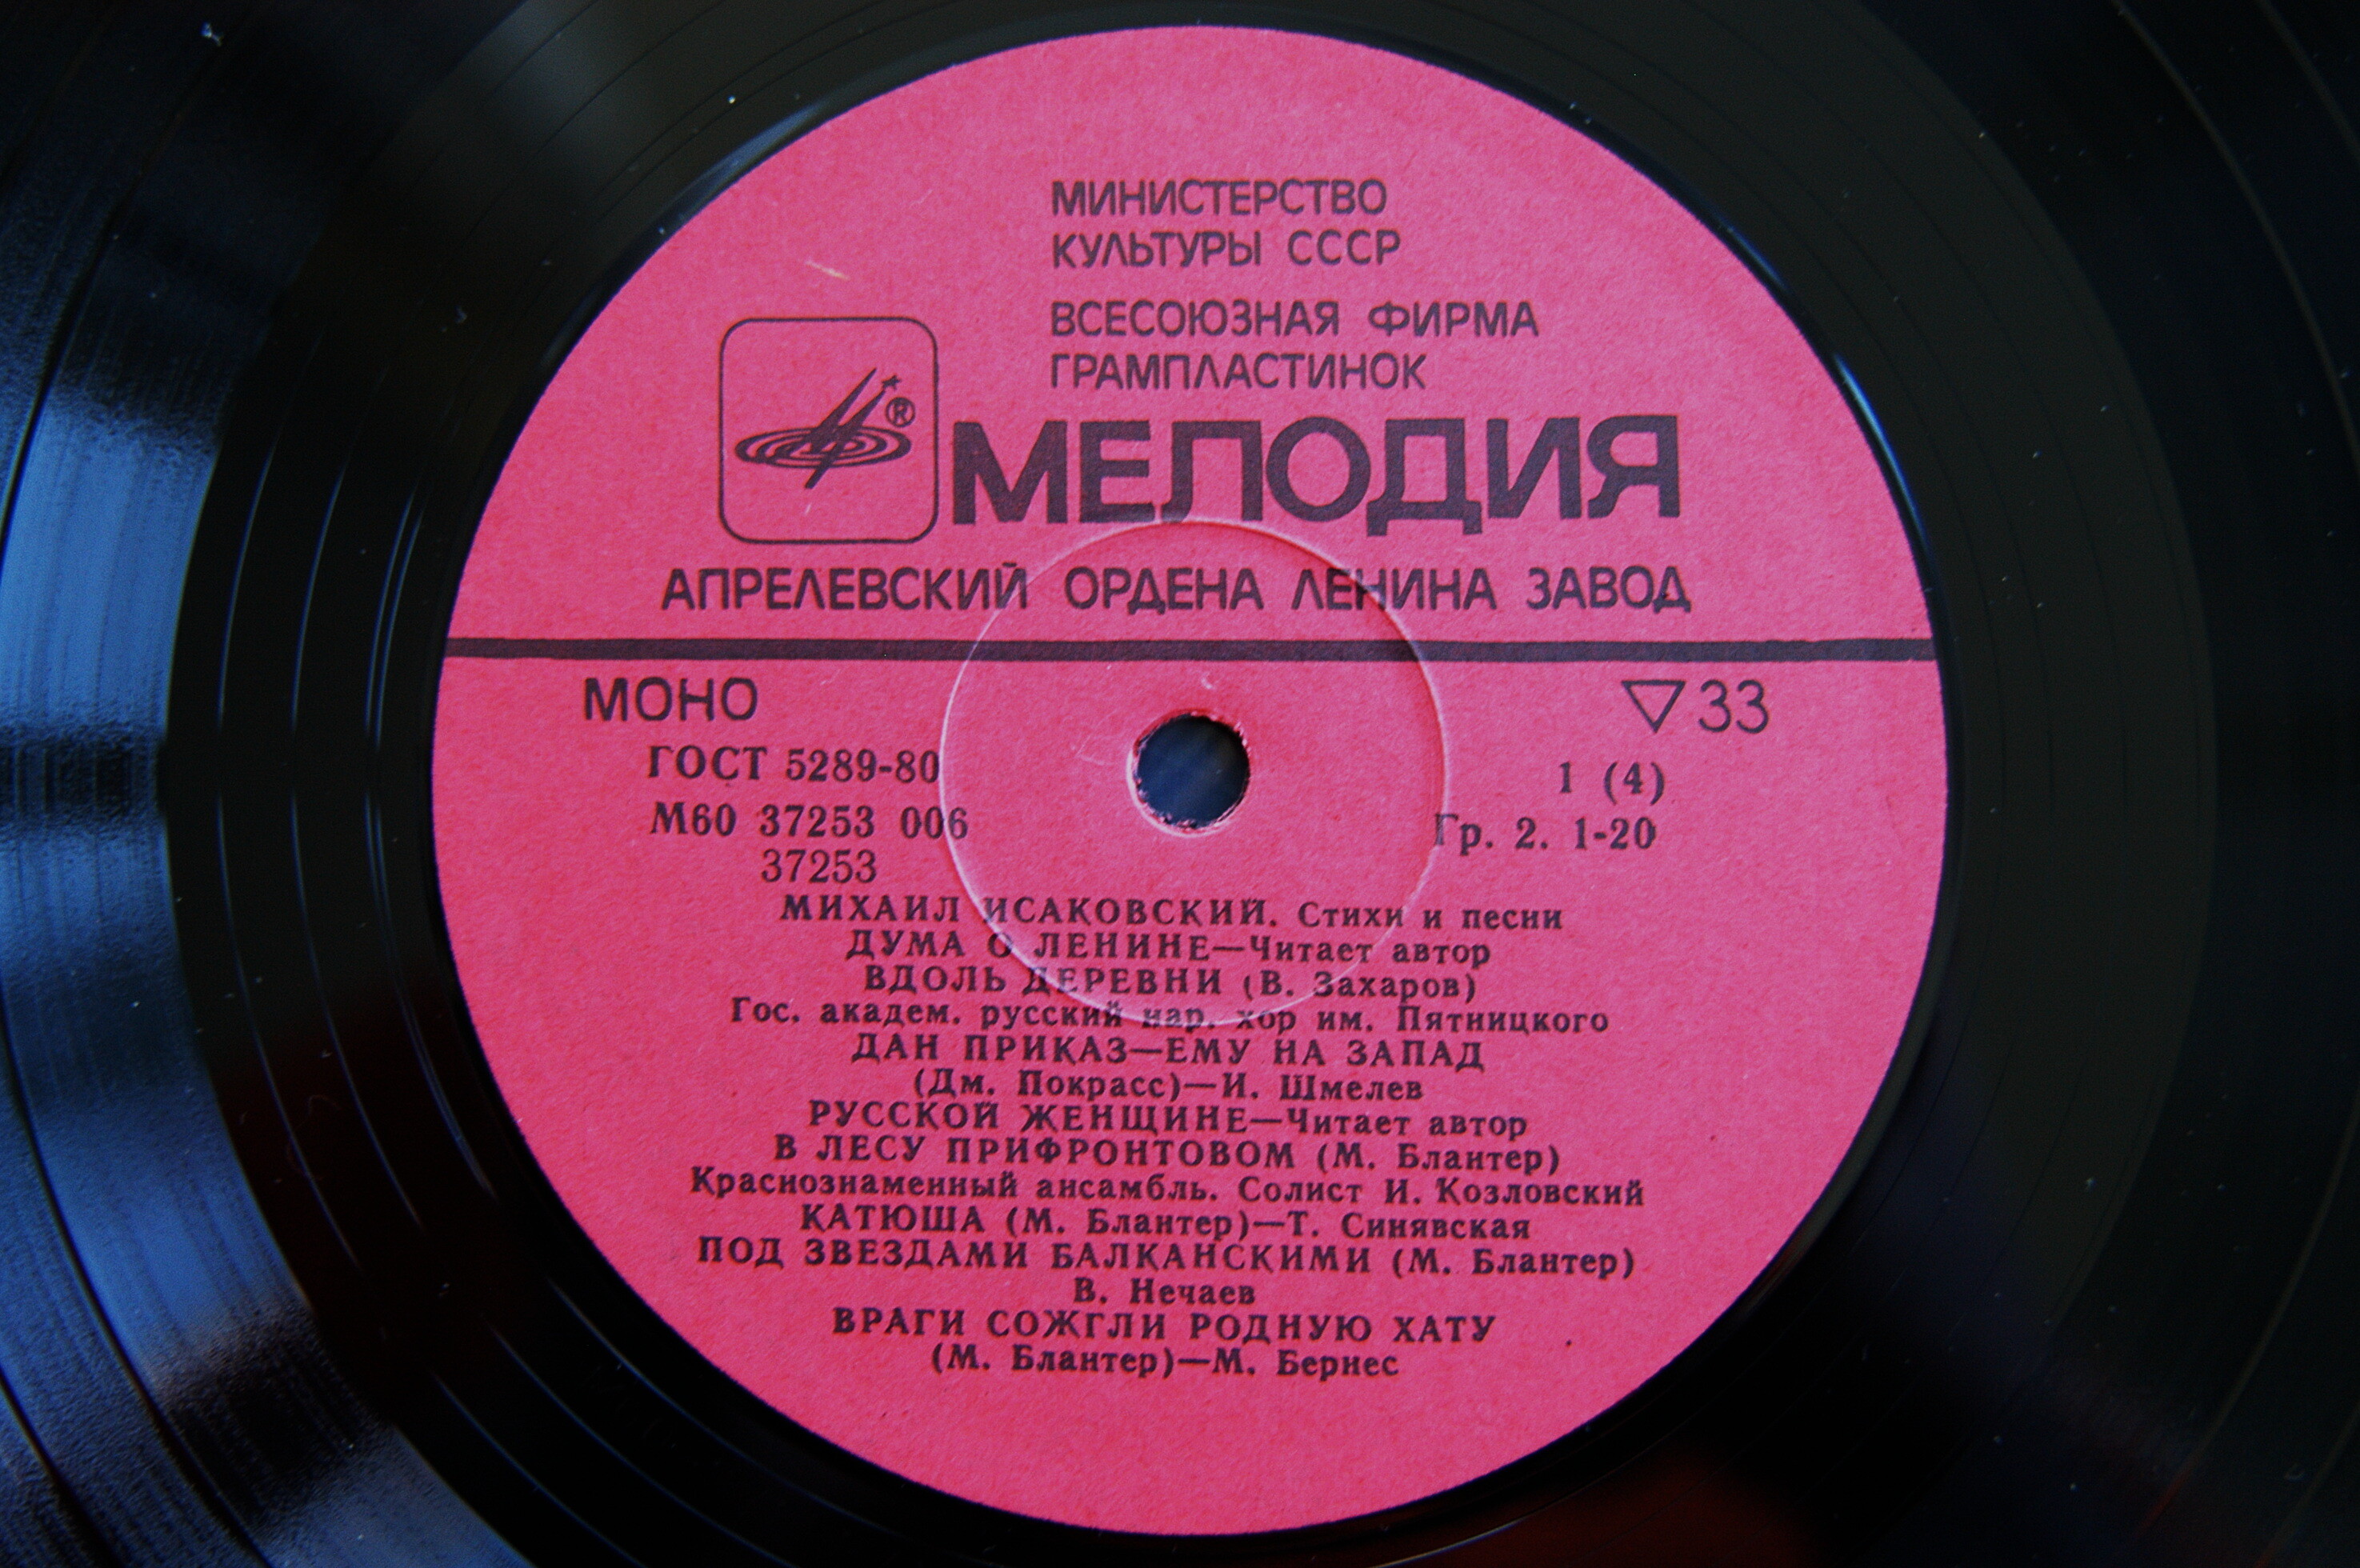 МИНИСТЕРСТВО
КУЛЬТУРЫ СССР
ВСЕСОЮЗНАЯ ФИРМА
ГРАМПЛАСТИНОК
®
МЕЛОДИЯ
АПРЕЛЕВСКИЙ ОРДЕНА ЛЕНИНА ЗАВОД
МОНО ▽33
ГОСТ 5289-80 1 (4)
М60 37253 006 Гр. 2. 1-20
37253
МИХАИЛ ИСАКОВСКИЙ. Стихи и песни
ДУМА О ЛЕНИНЕ—Читает автор
ВДОЛЬ ДЕРЕВНИ (В. Захаров)
Гос. академ. русский нар. хор им. Пятницкого
ДАН ПРИКАЗ—ЕМУ НА ЗАПАД
(Дм. Покрасс)—И. Шмелев
РУССКОЙ ЖЕНЩИНЕ—Читает автор
В ЛЕСУ ПРИФРОНТОВОМ (М. Блантер)
Краснознаменный ансамбль. Солист И. Козловский
КАТЮША (М. Блантер)—Т. Синявская
ПОД ЗВЕЗДАМИ БАЛКАНСКИМИ (М. Блантер)
В. Нечаев
ВРАГИ СОЖГЛИ РОДНУЮ ХАТУ
(М. Блантер)—М. Бернес